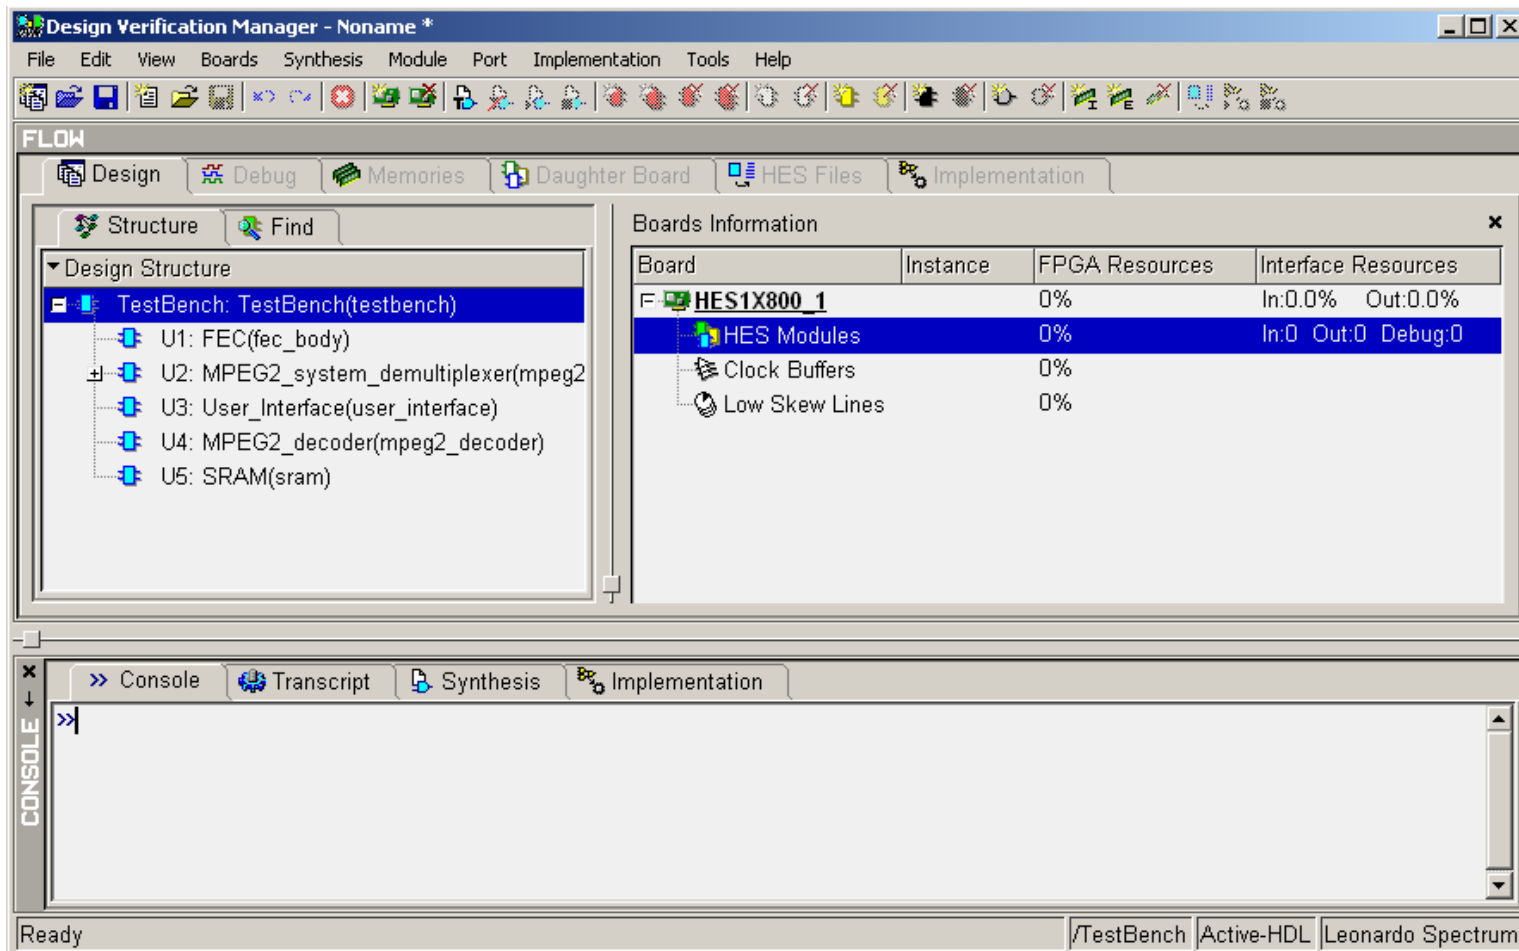 Design Verification Manager - Noname *
File Edit View Boards Synthesis Module Port Implementation Tools Help
FLOW
Design Debug Memories Daughter Board HES Files Implementation
Structure Find
Design Structure
TestBench: TestBench(testbench)
U1: FEC(fec_body)
U2: MPEG2_system_demultiplexer(mpeg2
U3: User_Interface(user_interface)
U4: MPEG2_decoder(mpeg2_decoder)
U5: SRAM(sram)
Boards Information
Board Instance FPGA Resources Interface Resources
HES1X800_1 0% In:0.0% Out:0.0%
HES Modules 0% In:0 Out:0 Debug:0
Clock Buffers 0%
Low Skew Lines 0%
Console Transcript Synthesis Implementation
>>
CONSOLE
Ready /TestBench Active-HDL Leonardo Spectrum